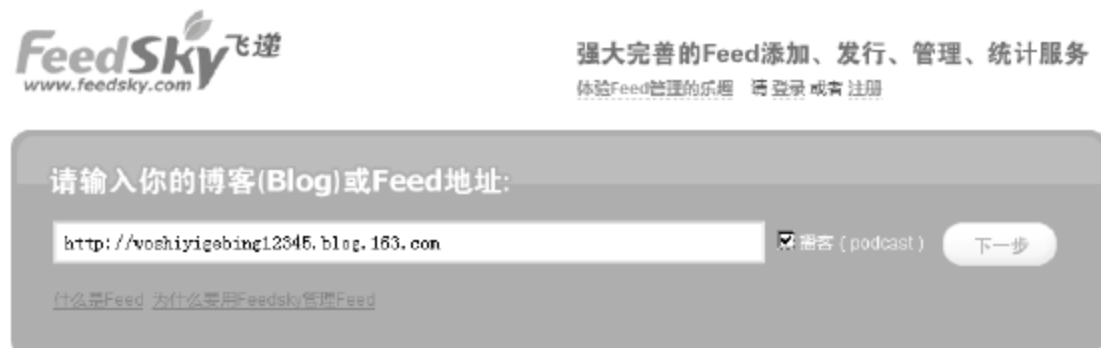 FeedSky飞递
www.feedsky.com
强大完善的Feed添加、发行、管理、统计服务
体验Feed管理的乐趣 请 登录 或者 注册
请输入你的博客(Blog)或Feed地址:
http://woshiyigebing12345.blog.163.com 播客 ( podcast ) 下一步
什么是Feed 为什么要用Feedsky管理Feed